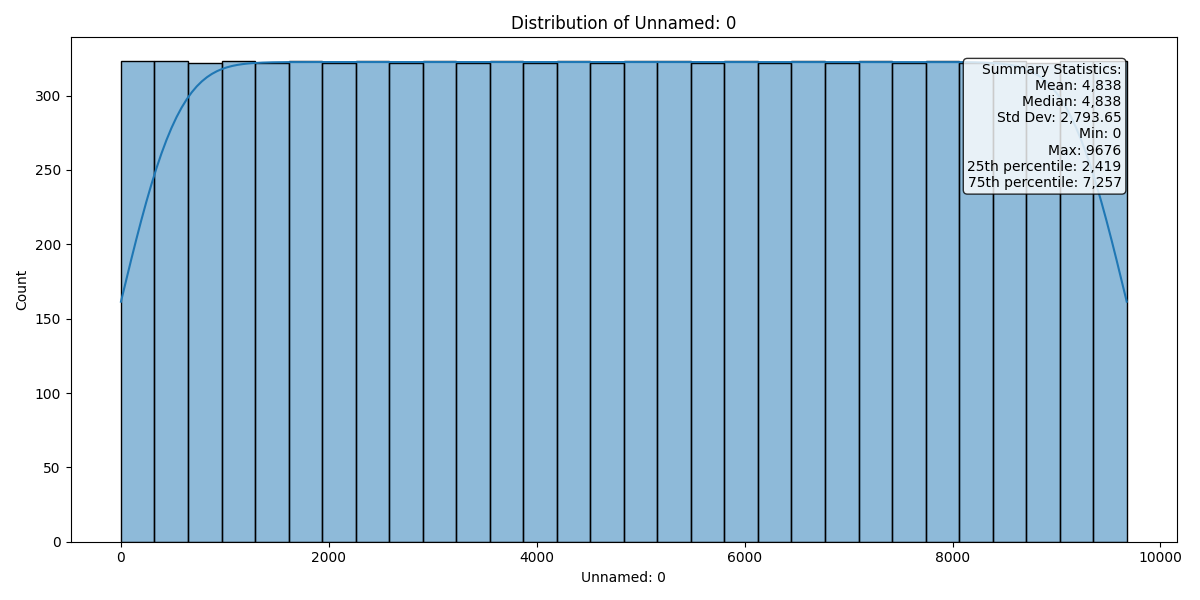 Distribution of Unnamed: 0
Count
300
250
200
150
100
50
0
Summary Statistics:
Mean: 4,838
Median: 4,838
Std Dev: 2,793.65
Min: 0
Max: 9676
25th percentile: 2,419
75th percentile: 7,257
0 2000 4000 6000 8000 10000
Unnamed: 0